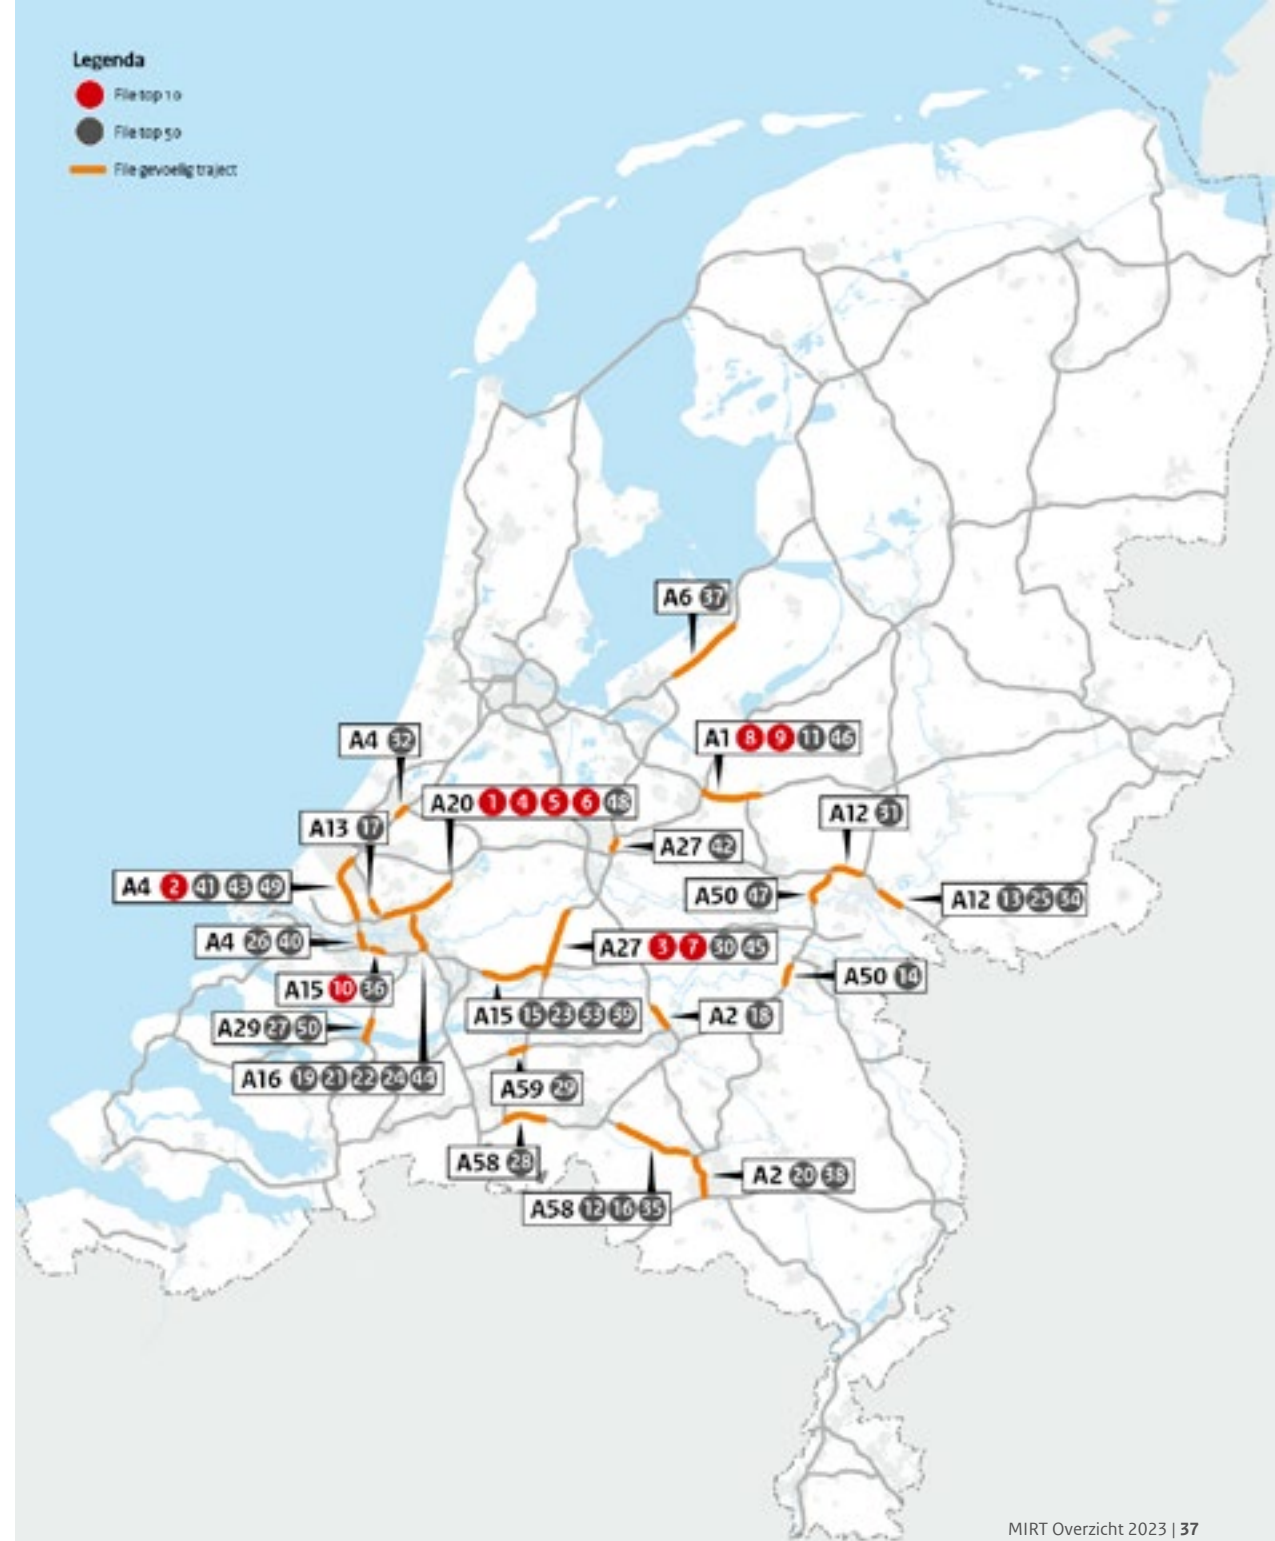 Legenda
File top 10
File top 50
File gevoelig traject
A6 37
A4 32
A1 8 9 11 46
A20 1 4 5 6 48
A12 31
A13 17
A27 42
A4 2 41 43 49
A50 47
A12 13 25 34
A4 26 40
A27 3 7 30 45
A15 10 36
A50 14
A29 27 50
A15 15 23 33 39
A2 18
A16 19 21 22 24 44
A59 29
A58 28
A2 20 38
A58 12 16 35
MIRT Overzicht 2023 | 37